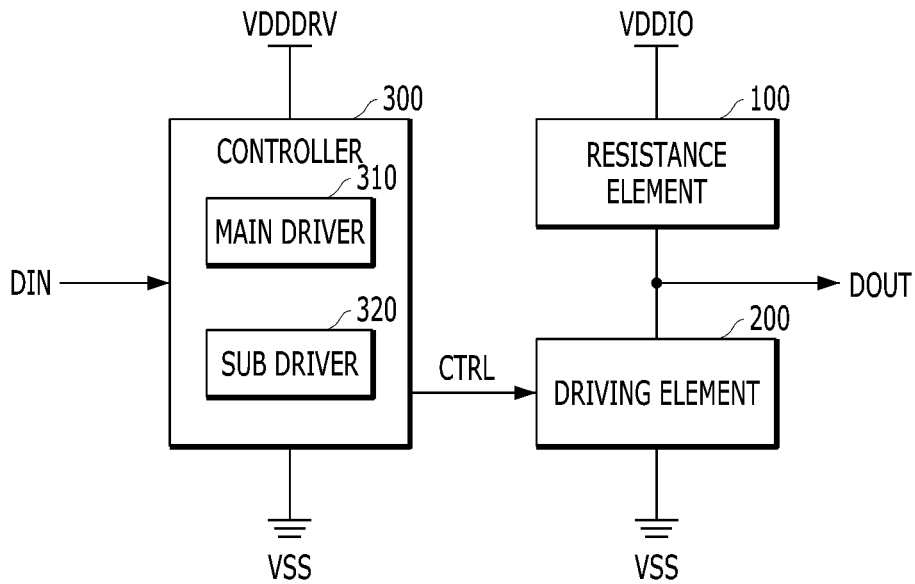 VDDDRV
VDDIO
300
100
CONTROLLER
RESISTANCE
ELEMENT
310
MAIN DRIVER
DIN
DOUT
320
200
SUB DRIVER
CTRL
DRIVING ELEMENT
VSS
VSS